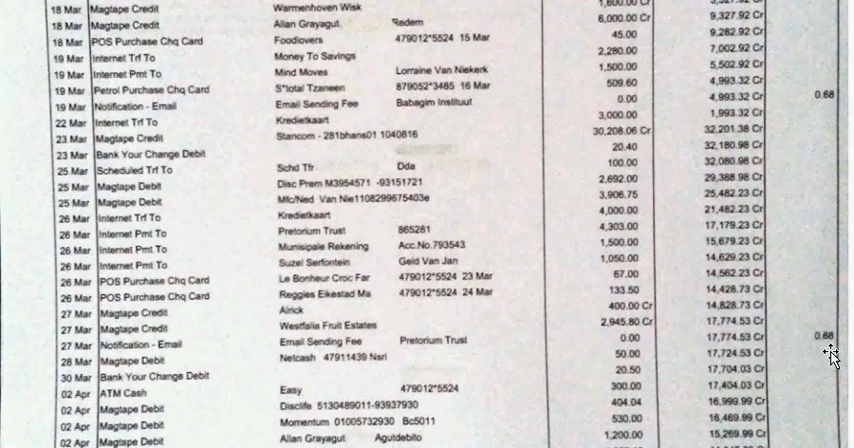 18 Mar Magtape Credit Warmenhoven Wisk 1,600.00 Cr
18 Mar Magtape Credit Allan Grayagut Redem 6,000.00 Cr 9,327.92 Cr
18 Mar POS Purchase Chq Card Foodlovers 479012*5524 15 Mar 45.00 9,282.92 Cr
19 Mar Internet Trf To Money To Savings 2,280.00 7,002.92 Cr
19 Mar Internet Pmt To Mind Moves Lorraine Van Niekerk 1,500.00 5,502.92 Cr
19 Mar Petrol Purchase Chq Card S*total Tzaneen 879052*3485 16 Mar 509.60 4,993.32 Cr
19 Mar Notification - Email Email Sending Fee Babagim Instituut 0.00 4,993.32 Cr 0.68
22 Mar Internet Trf To Kredietkaart 3,000.00 1,993.32 Cr
23 Mar Magtape Credit Stancom - 281bhans01 1040816 30,208.06 Cr 32,201.38 Cr
23 Mar Bank Your Change Debit 20.40 32,180.98 Cr
25 Mar Scheduled Trf To Schd Tfr Dda 100.00 32,080.98 Cr
25 Mar Magtape Debit Disc Prem M3954571 -93151721 2,692.00 29,388.98 Cr
25 Mar Magtape Debit Mfc/Ned Van Nie1108299675403e 3,906.75 25,482.23 Cr
26 Mar Internet Trf To Kredietkaart 4,000.00 21,482.23 Cr
26 Mar Internet Pmt To Pretorium Trust 865281 4,303.00 17,179.23 Cr
26 Mar Internet Pmt To Munisipale Rekening Acc.No.793543 1,500.00 15,679.23 Cr
26 Mar Internet Pmt To Suzel Serfontein Geld Van Jan 1,050.00 14,629.23 Cr
26 Mar POS Purchase Chq Card Le Bonheur Croc Far 479012*5524 23 Mar 67.00 14,562.23 Cr
26 Mar POS Purchase Chq Card Reggies Eikestad Ma 479012*5524 24 Mar 133.50 14,428.73 Cr
27 Mar Magtape Credit Alrick 400.00 Cr 14,828.73 Cr
27 Mar Magtape Credit Westfalia Fruit Estates 2,945.80 Cr 17,774.53 Cr
27 Mar Notification - Email Email Sending Fee Pretorium Trust 0.00 17,774.53 Cr 0.68
28 Mar Magtape Debit Netcash 47911439 Nsri 50.00 17,724.53 Cr
30 Mar Bank Your Change Debit 20.50 17,704.03 Cr
02 Apr ATM Cash Easy 479012*5524 300.00 17,404.03 Cr
02 Apr Magtape Debit Disclife 5130489011-93937930 404.04 16,999.99 Cr
02 Apr Magtape Debit Momentum 01005732930 Bc5011 530.00 16,469.99 Cr
02 Apr Magtape Debit Allan Grayagut Agutdebito 1,200.00 15,269.99 Cr